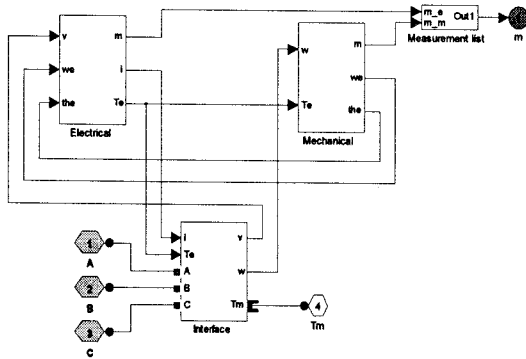 v
we
the
m
i
Te
Electrical
w
Te
m
we
the
Mechanical
m_e
m_m
Out1
Measurement list
m
1
A
2
B
3
C
i
Te
A
B
C
v
w
Tm
Interface
4
Tm